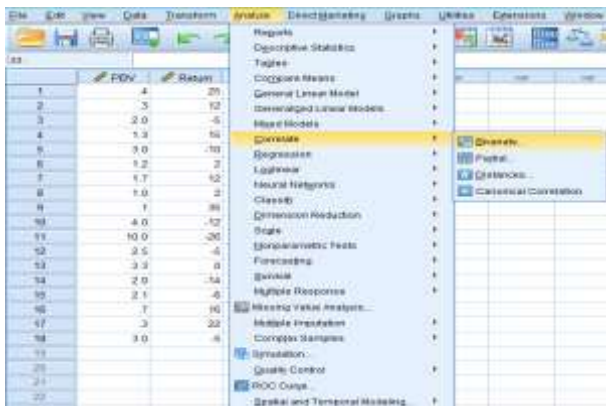 File Edit View Data Transform Analyze Direct Marketing Graphs Utilities Extensions Window
PDV Return
Reports
Descriptive Statistics
Tables
Compare Means
General Linear Model
Generalized Linear Models
Mixed Models
Correlate
Regression
Loglinear
Neural Networks
Classify
Dimension Reduction
Scale
Nonparametric Tests
Forecasting
Survival
Multiple Response
Missing Value Analysis...
Multiple Imputation
Complex Samples
Simulation...
Quality Control
ROC Curve...
Spatial and Temporal Modeling...
Bivariate...
Partial...
Distances...
Canonical Correlation
1 .4
2 .3 12
3 2.0 -5
4 1.3
5 3.0 -10
6 1.2 2
7 1.7 12
8 1.0 2
9 .1
10 4.0 -12
11 10.0 -26
12 2.5 -5
13 3.3
14 2.0 -14
15 2.1
16 .7 16
17 .3 22
18 3.0
19
20
21
22